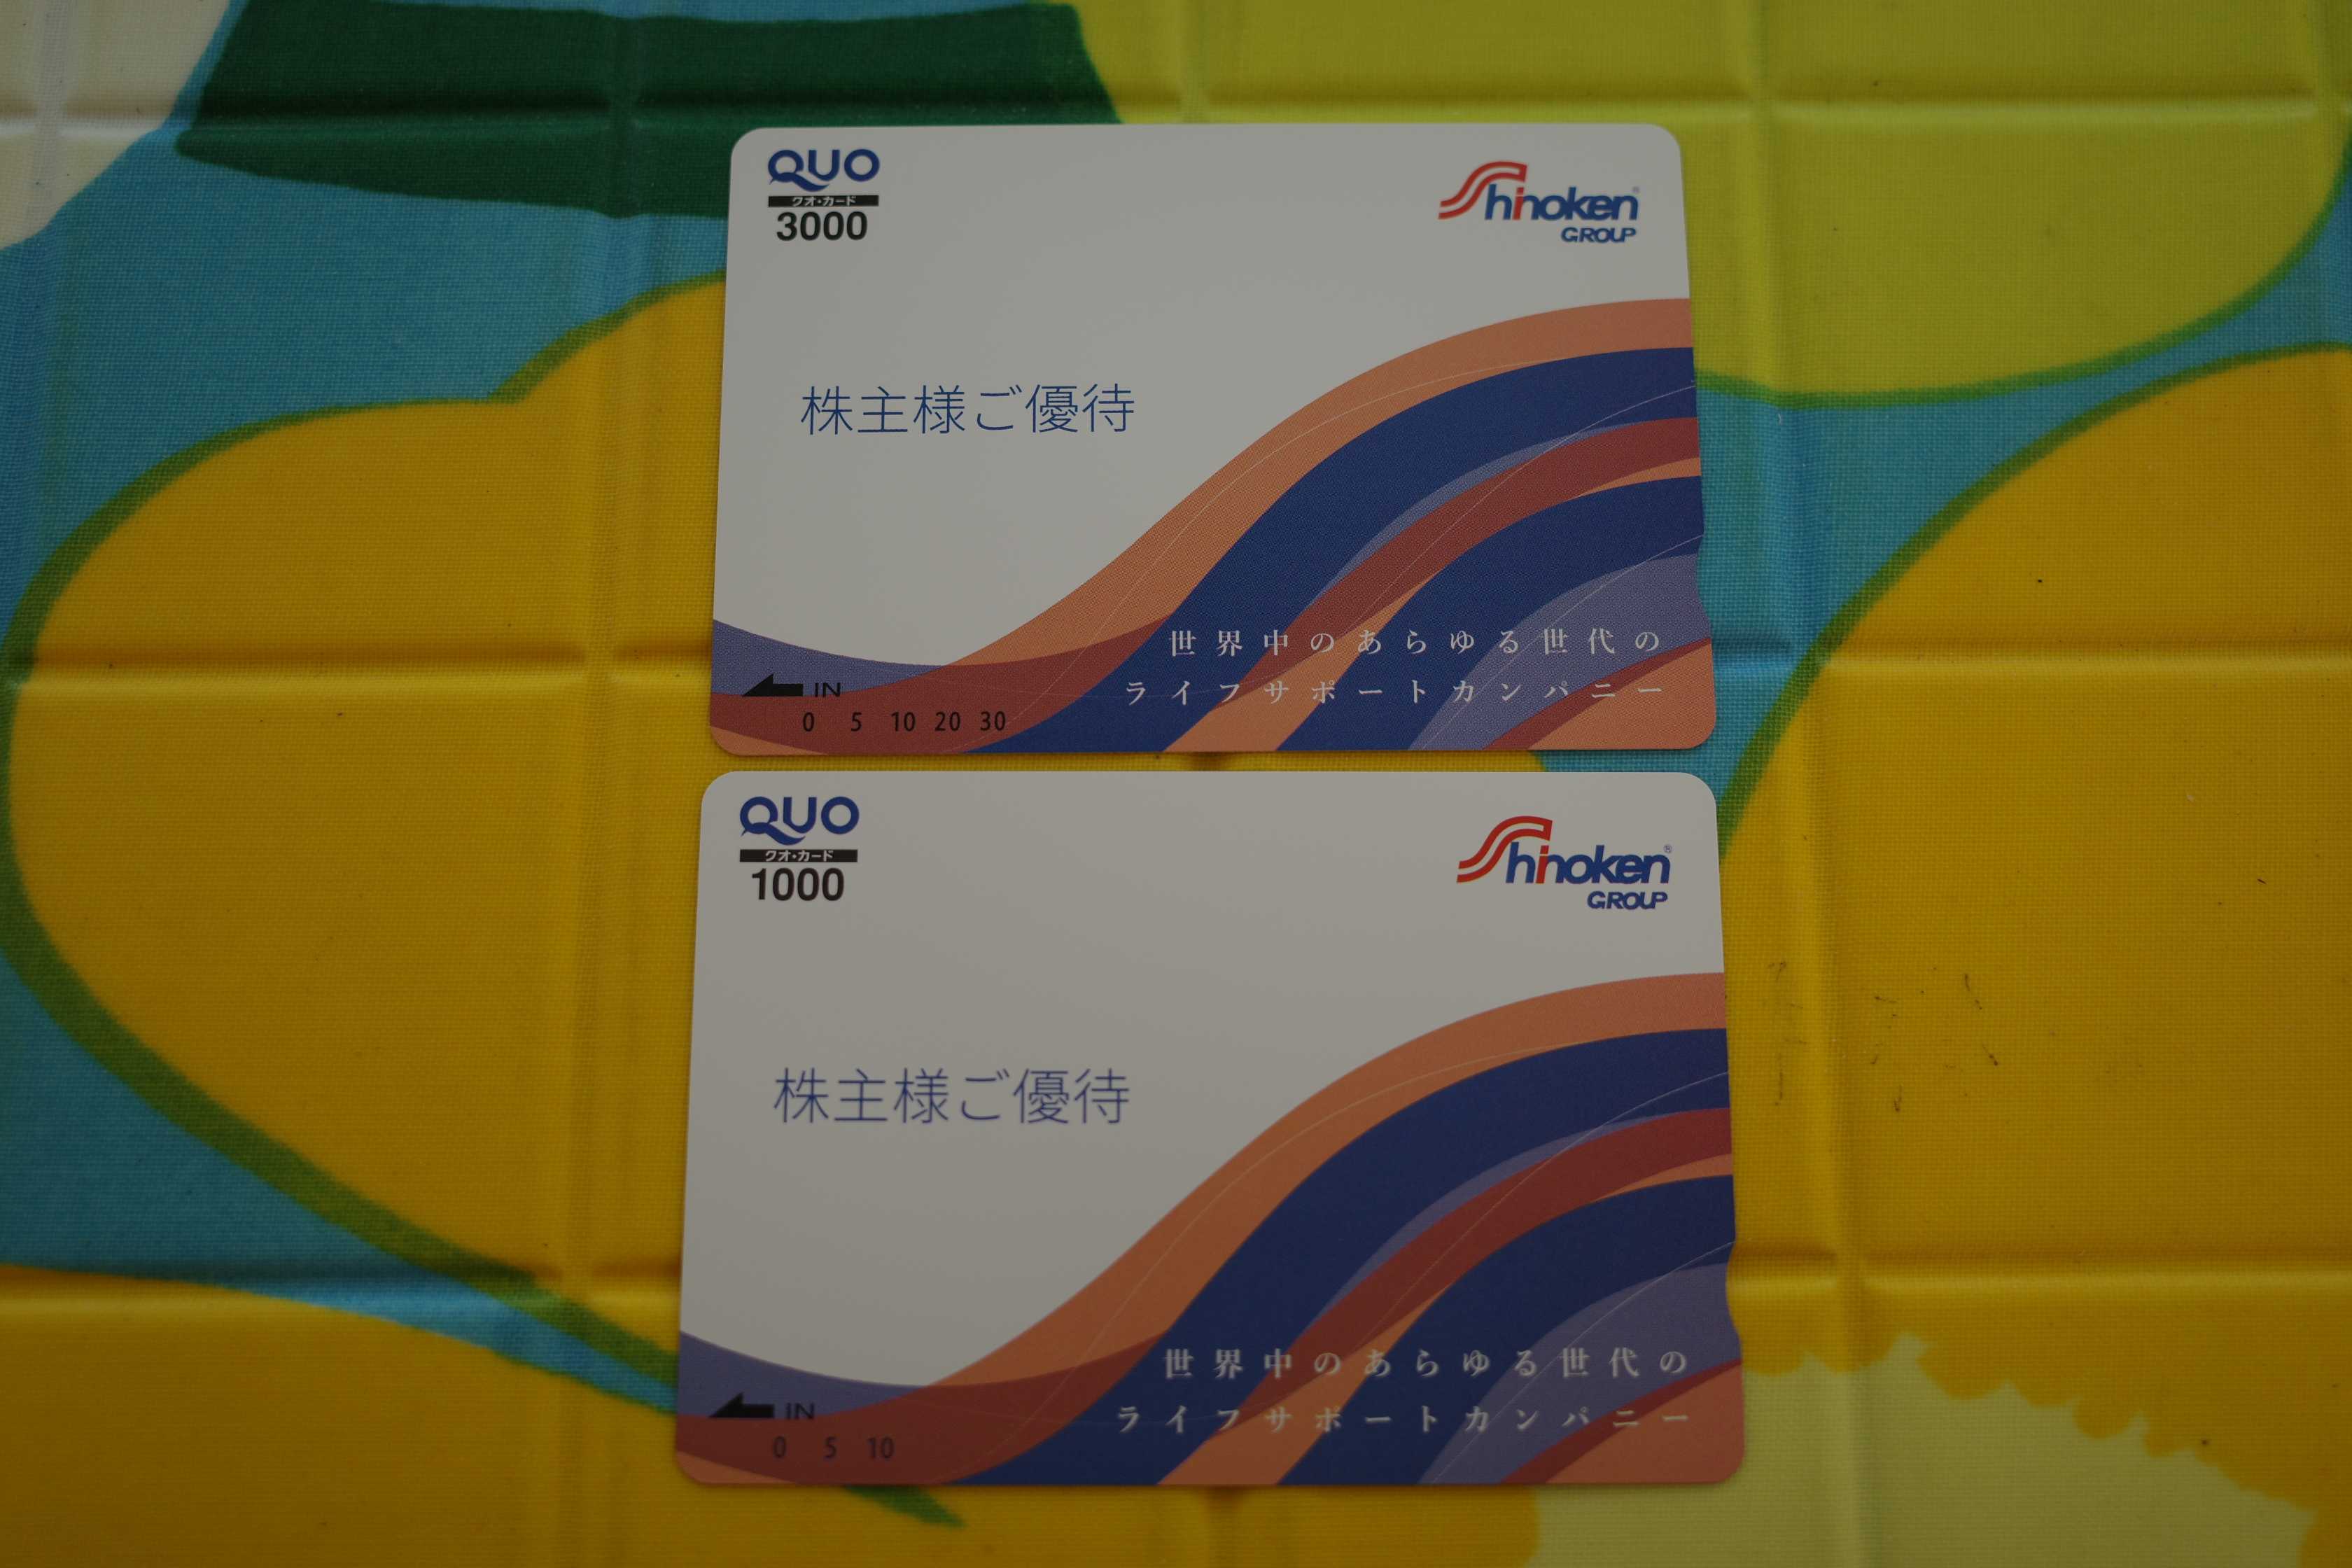 QUO
クオ・カード
3000
Shinoken®
GROUP
株主様ご優待
世界中のあらゆる世代の
ライフサポートカンパニー
IN
0 5 10 20 30
QUO
クオ・カード
1000
Shinoken®
GROUP
株主様ご優待
世界中のあらゆる世代の
ライフサポートカンパニー
IN
0 5 10